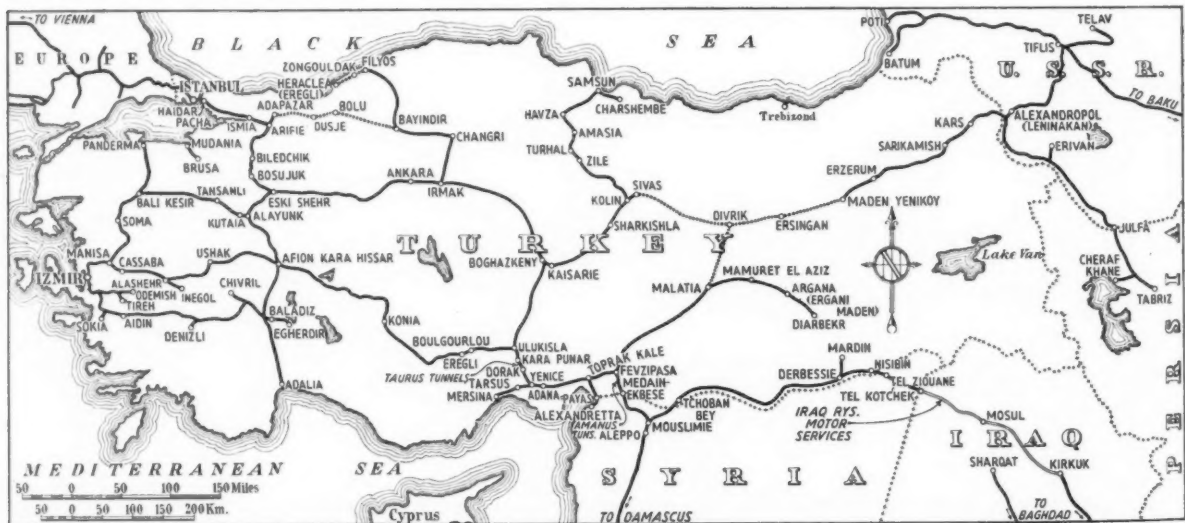 TO VIENNA
EUROPE
BLACK SEA
ISTANBUL
HAIDAR PACHA
ISMIA
ADAPAZAR
ARIFIE
DUSJE
BOLU
HERACLEA
(EREGLI)
ZONGOULDAK
FILYOS
BAYINDIR
CHANGRI
PANDERMA
MUDANIA
BRUSA
BILEDCHIK
BOSUJUK
ANKARA
IRMAK
BALI KESIR
TANSANLI
KUTAIA
ALAYUNK
ESKI SHEHR
SOMA
MANISA
CASSABA
USHAK
AFION KARA HISSAR
IZMIR
ALASHEHR
ODEMISH
TIREH
INEGOL
CHIVRIL
SOKIA
AIDIN
DENIZLI
BALADIZ
EGHERDIR
ADALIA
KONIA
BOULGOURLOU
EREGLI
TAURUS TUNNELS
ULUKISLA
KARA PUNAR
DORAK
YENICE
TARSUS
MERSINA
ADANA
TOPRAK KALE
FEVZIPASA
MEDAIN-
EKBESE
PAYAS
ALEXANDRETTA
AMANUS
TUNS.
ALEPPO
MOUSLIMIE
TCHOBAN
BEY
SAMSUN
CHARSHEMBE
HAVZA
AMASIA
TURHAL
ZILE
KOLIN
SIVAS
SHARKISHLA
TURKEY
BOGHAZKENY
KAISARIE
Trebizond
DIVRIK
ERSINGAN
MADEN YENIKOY
ERZERUM
SARIKAMISH
KARS
MALATIA
MAMURET EL AZIZ
ARGANA
(ERGANI
MADEN)
DIARBEKR
MARDIN
DERBESSIE
NISIBIN
TEL ZIOUANE
TEL KOTCHEK
IRAQ RYS.
MOTOR
SERVICES
MOSUL
IRAQ
SHARQAT
KIRKUK
TO
BAGHDAD
POTI
BATUM
TELAV
TIFLIS
U.S.S.R.
TO BAKU
ALEXANDROPOL
(LENINAKAN)
ERIVAN
JULFA
Lake Van
CHERAF
KHANE
TABRIZ
PERSIA
SYRIA
TO DAMASCUS
Cyprus
MEDITERRANEAN SEA
50 0 50 100 150 Miles
50 0 50 100 150 200 Km.